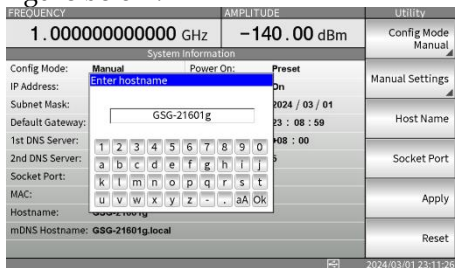 FREQUENCY AMPLITUDE Utility
1.000000000000 GHz −140.00 dBm
Config Mode
Manual
System Information
Config Mode: Manual Power On: Preset
Enter hostname
IP Address: On
Manual Settings
Subnet Mask: 2024 / 03 / 01
GSG-21601g
Default Gateway: 23 : 08 : 59
Host Name
1st DNS Server: +08 : 00
1 2 3 4 5 6 7 8 9 0
2nd DNS Server:
a b c d e f g h i j
Socket Port
Socket Port:
k l m n o p q r s t
MAC:
u v w x y z - . aA Ok
Apply
Hostname:
mDNS Hostname: GSG-21601g.local
Reset
2024/03/01 23:11:26